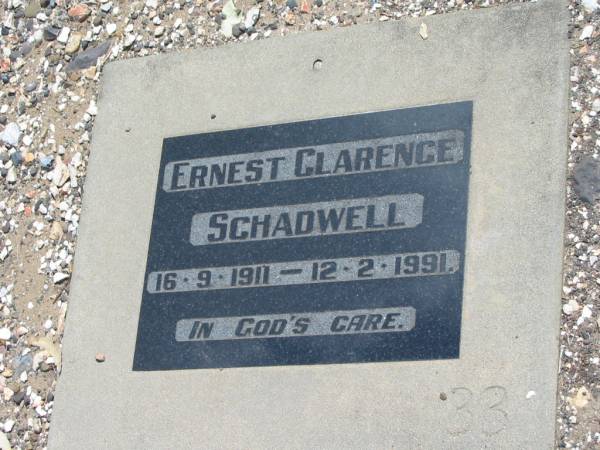 ERNEST CLARENCE
SCHADWELL
16·9·1911 — 12·2·1991.
IN GOD'S CARE.
33